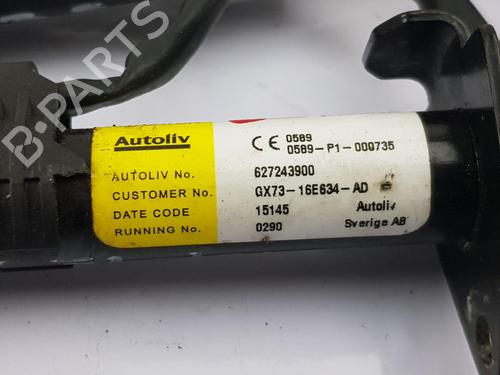 B-PARTS
Autoliv
CE 0589
0589-P1-000735
AUTOLIV No. 627243900
CUSTOMER No. GX73-16E634-AD
DATE CODE 15145 Autoliv
RUNNING No. 0290 Sverige AB